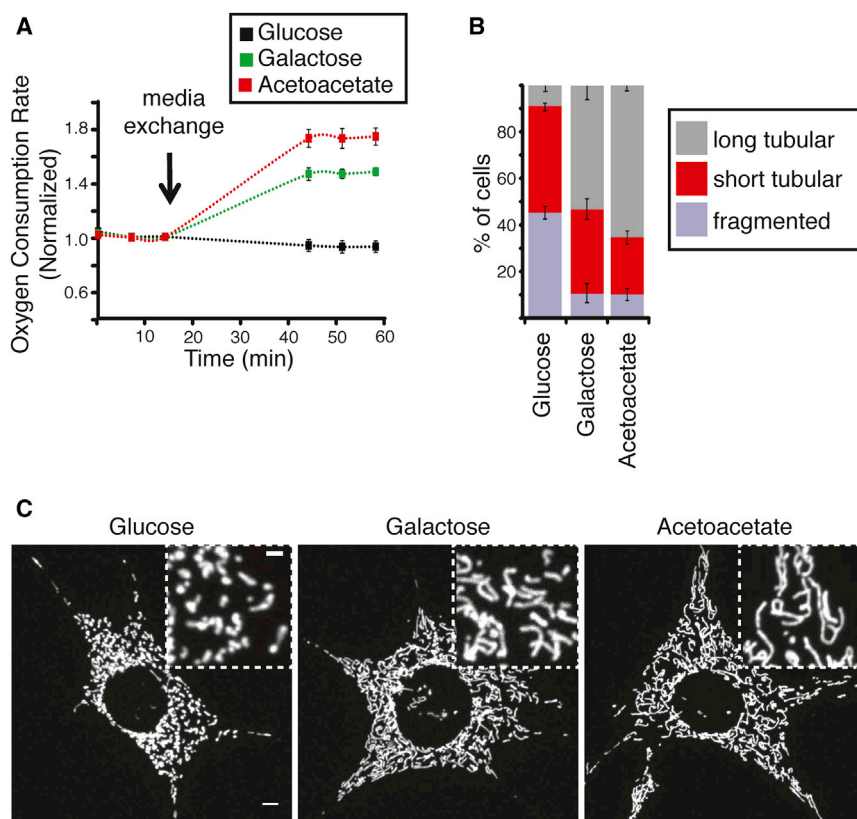 A
Glucose
Galactose
Acetoacetate
media
exchange
Oxygen Consumption Rate
(Normalized)
1.8
1.4
1.0
0.6
0
10
20
30
40
50
60
Time (min)
B
% of cells
80
60
40
20
Glucose
Galactose
Acetoacetate
long tubular
short tubular
fragmented
C
Glucose
Galactose
Acetoacetate